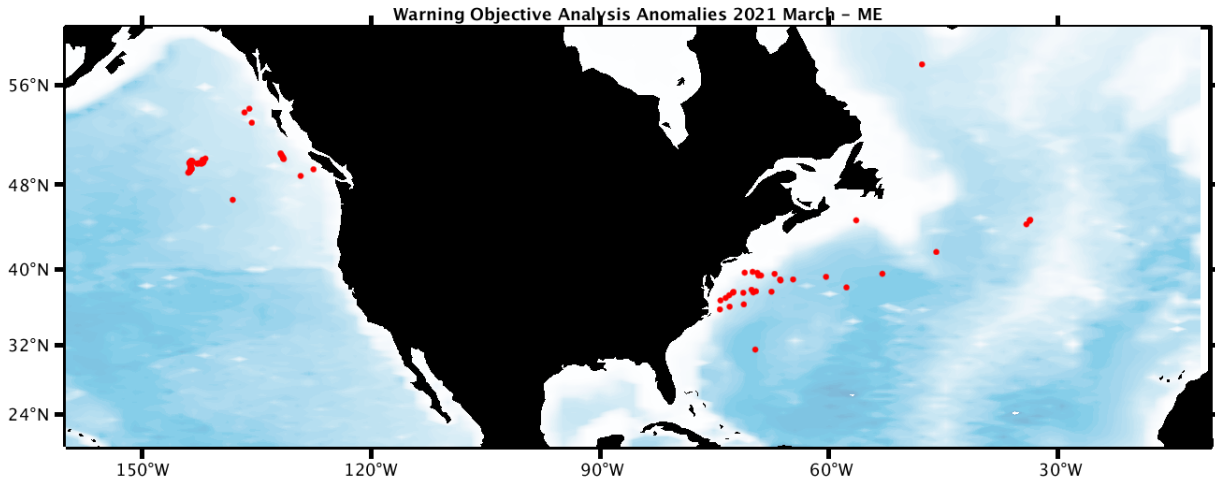 Warning Objective Analysis Anomalies 2021 March – ME
56°N
48°N
40°N
32°N
24°N
150°W 120°W 90°W 60°W 30°W